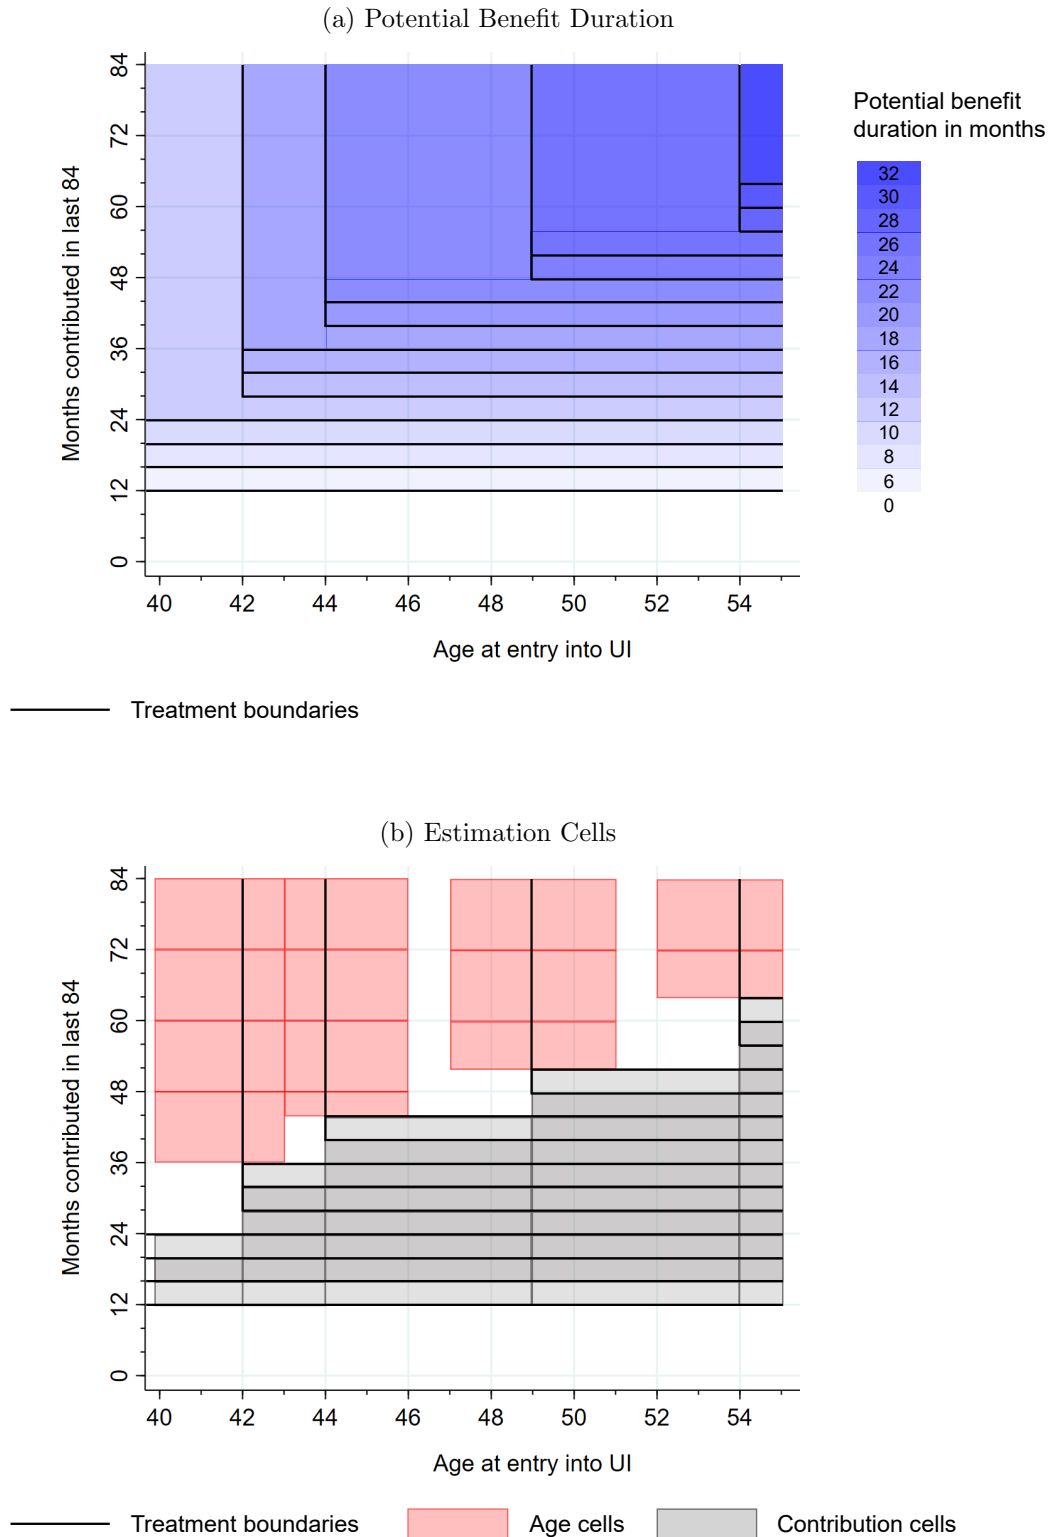 (a) Potential Benefit Duration
84
72
60
48
36
24
12
0
Months contributed in last 84
40 42 44 46 48 50 52 54
Age at entry into UI
Potential benefit
duration in months
32
30
28
26
24
22
20
18
16
14
12
10
8
6
0
Treatment boundaries
(b) Estimation Cells
84
72
60
48
36
24
12
0
Months contributed in last 84
40 42 44 46 48 50 52 54
Age at entry into UI
Treatment boundaries Age cells Contribution cells